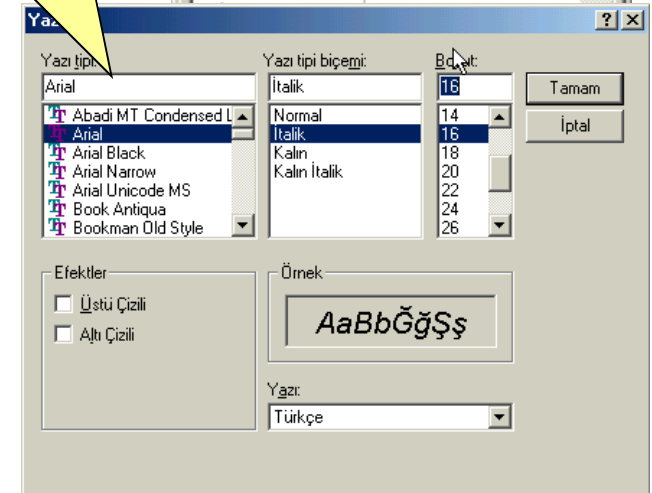 Yaz
? ×
Yazı tipi:
Yazı tipi biçemi:
Arial
İtalik
16
Tamam
İptal
Abadi MT Condensed L
Arial
Arial Black
Arial Narrow
Arial Unicode MS
Book Antiqua
Bookman Old Style
Normal
İtalik
Kalın
Kalın İtalik
14
16
18
20
22
24
26
Efektler
Üstü Çizili
Altı Çizili
Örnek
AaBbĞğŞş
Yazı:
Türkçe